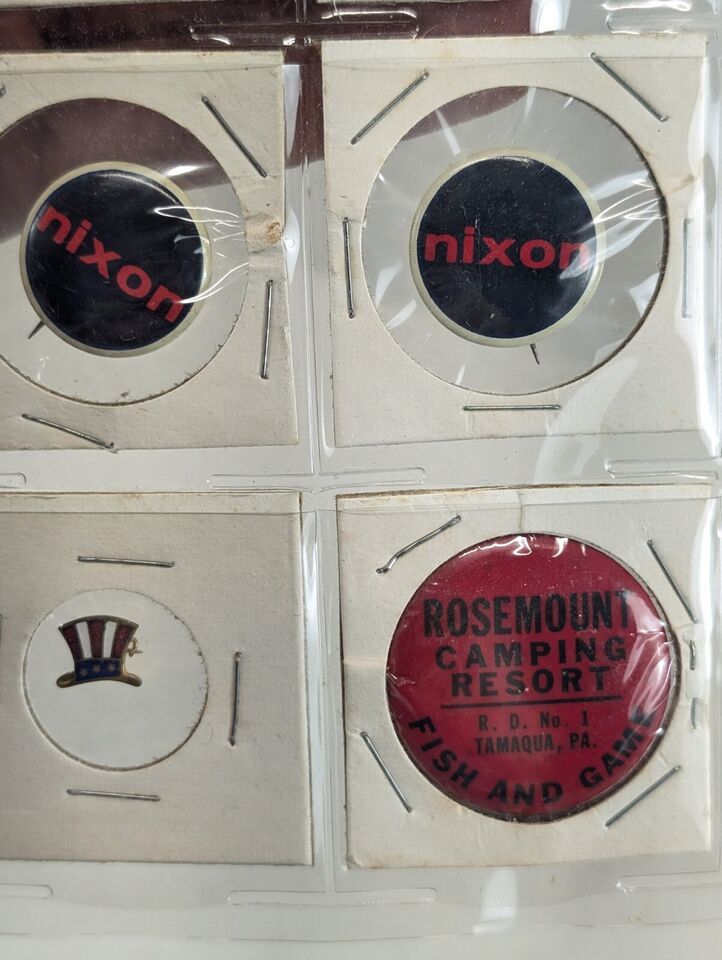 nixon
nixon
ROSEMOUNT
CAMPING
RESORT
R. D. No. 1
TAMAQUA, PA.
FISH AND GAME